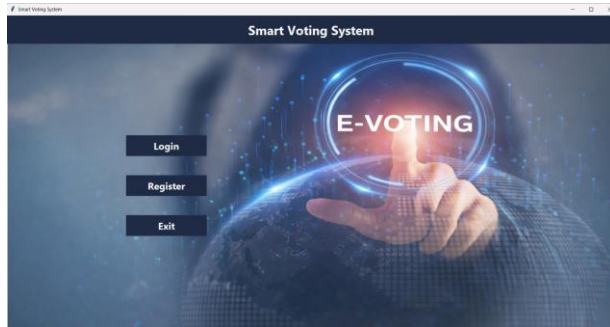 Smart Voting System
Smart Voting System
E-VOTING
Login
Register
Exit